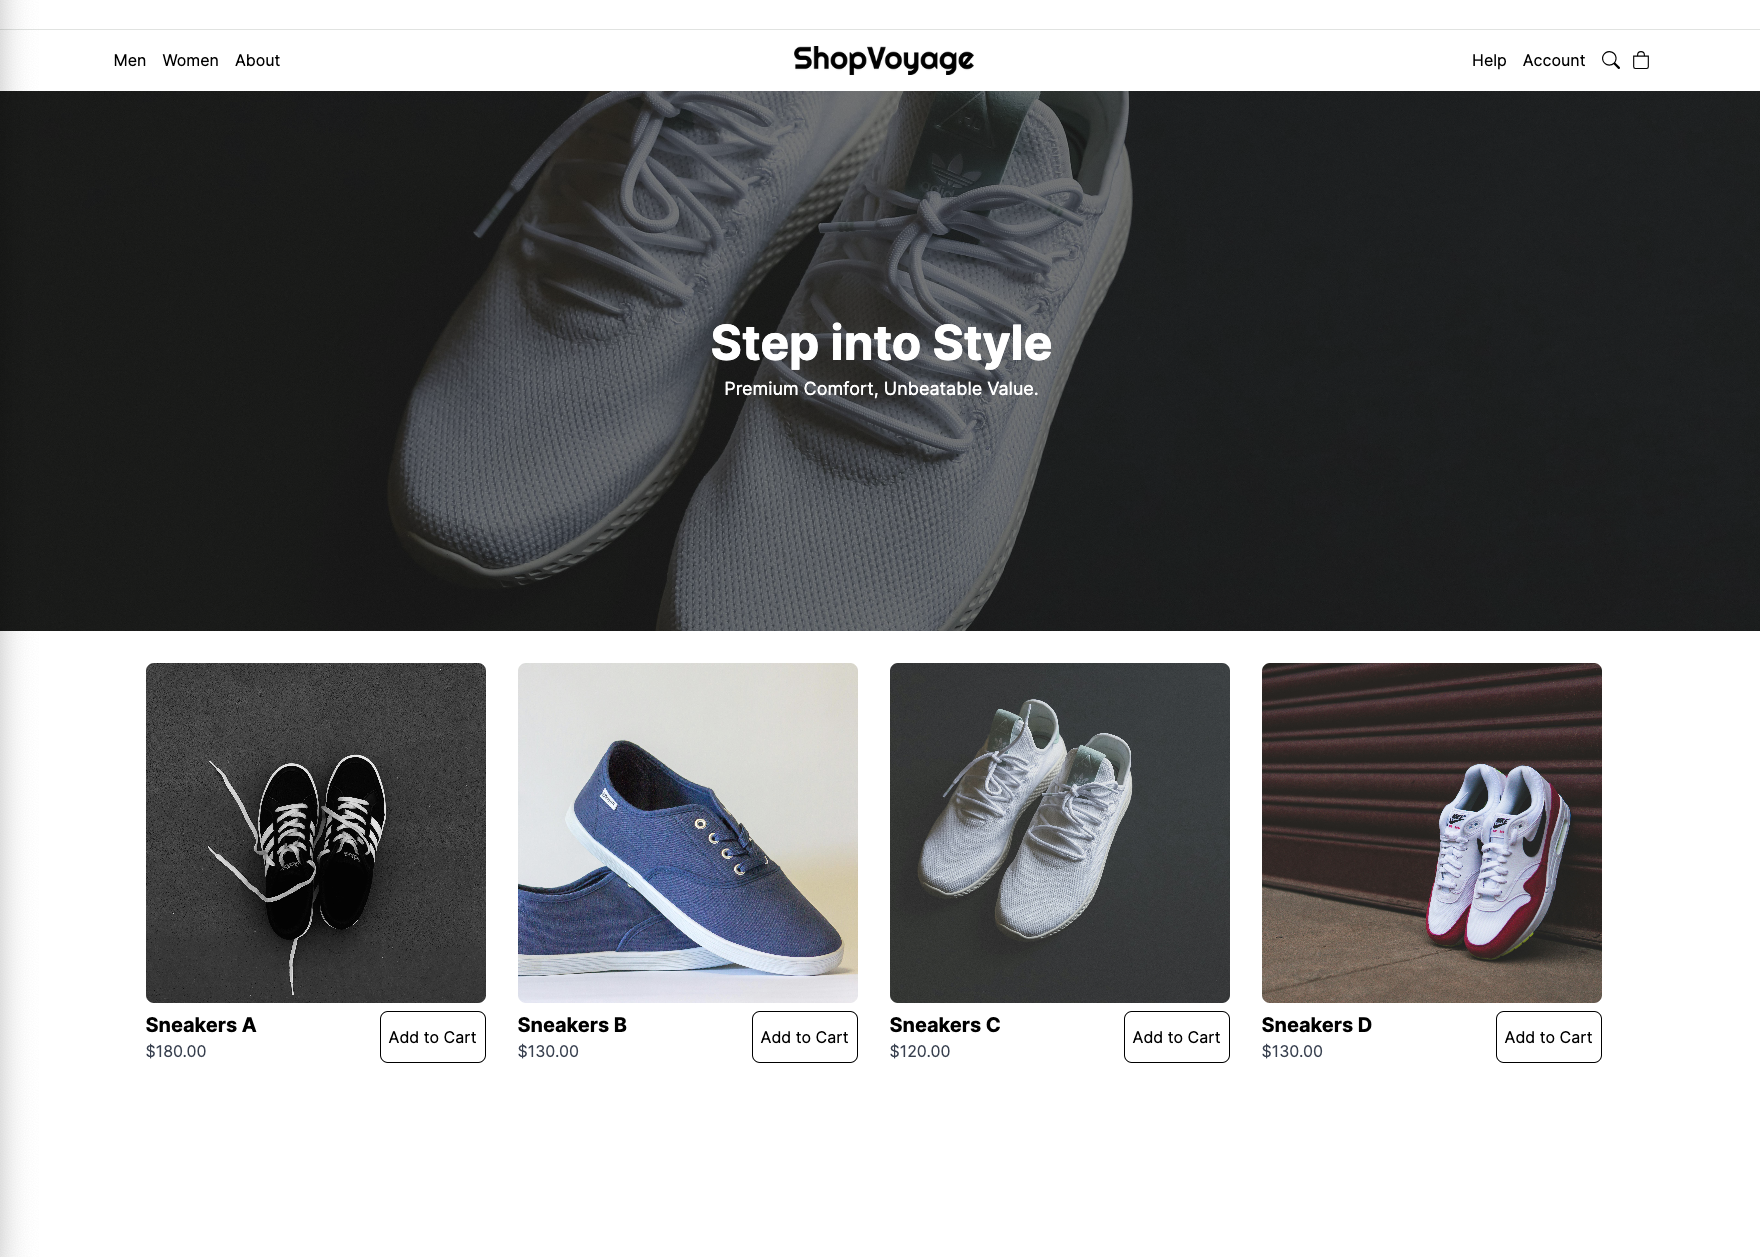 Men Women About ShopVoyage Help Account
Step into Style
Premium Comfort, Unbeatable Value.
Sneakers A
$180.00
Add to Cart
Sneakers B
$130.00
Add to Cart
Sneakers C
$120.00
Add to Cart
Sneakers D
$130.00
Add to Cart